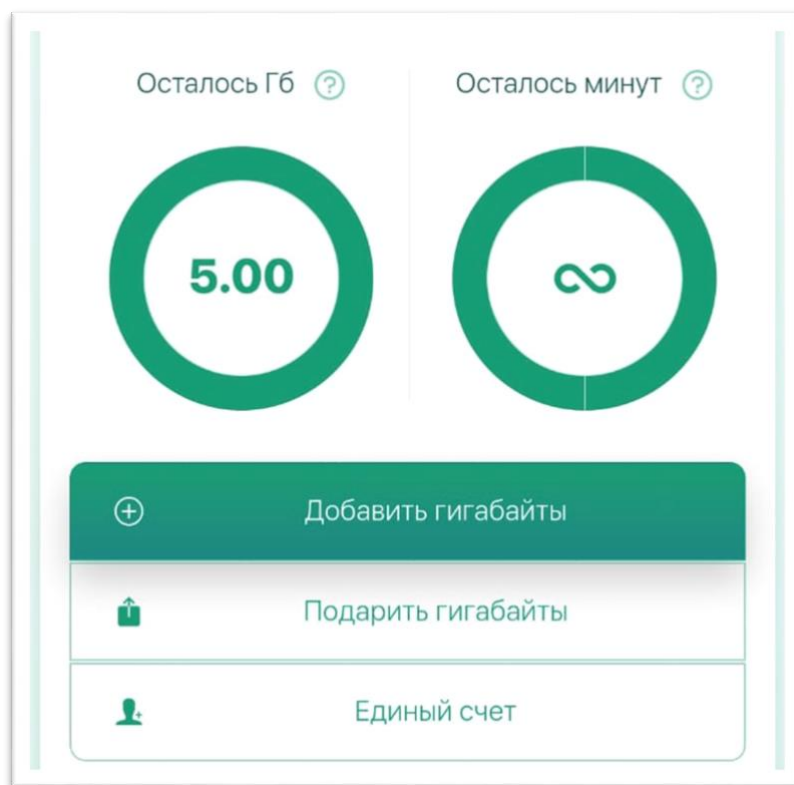 Осталось Гб ?
Осталось минут ?
5.00
∞
Добавить гигабайты
Подарить гигабайты
Единый счет